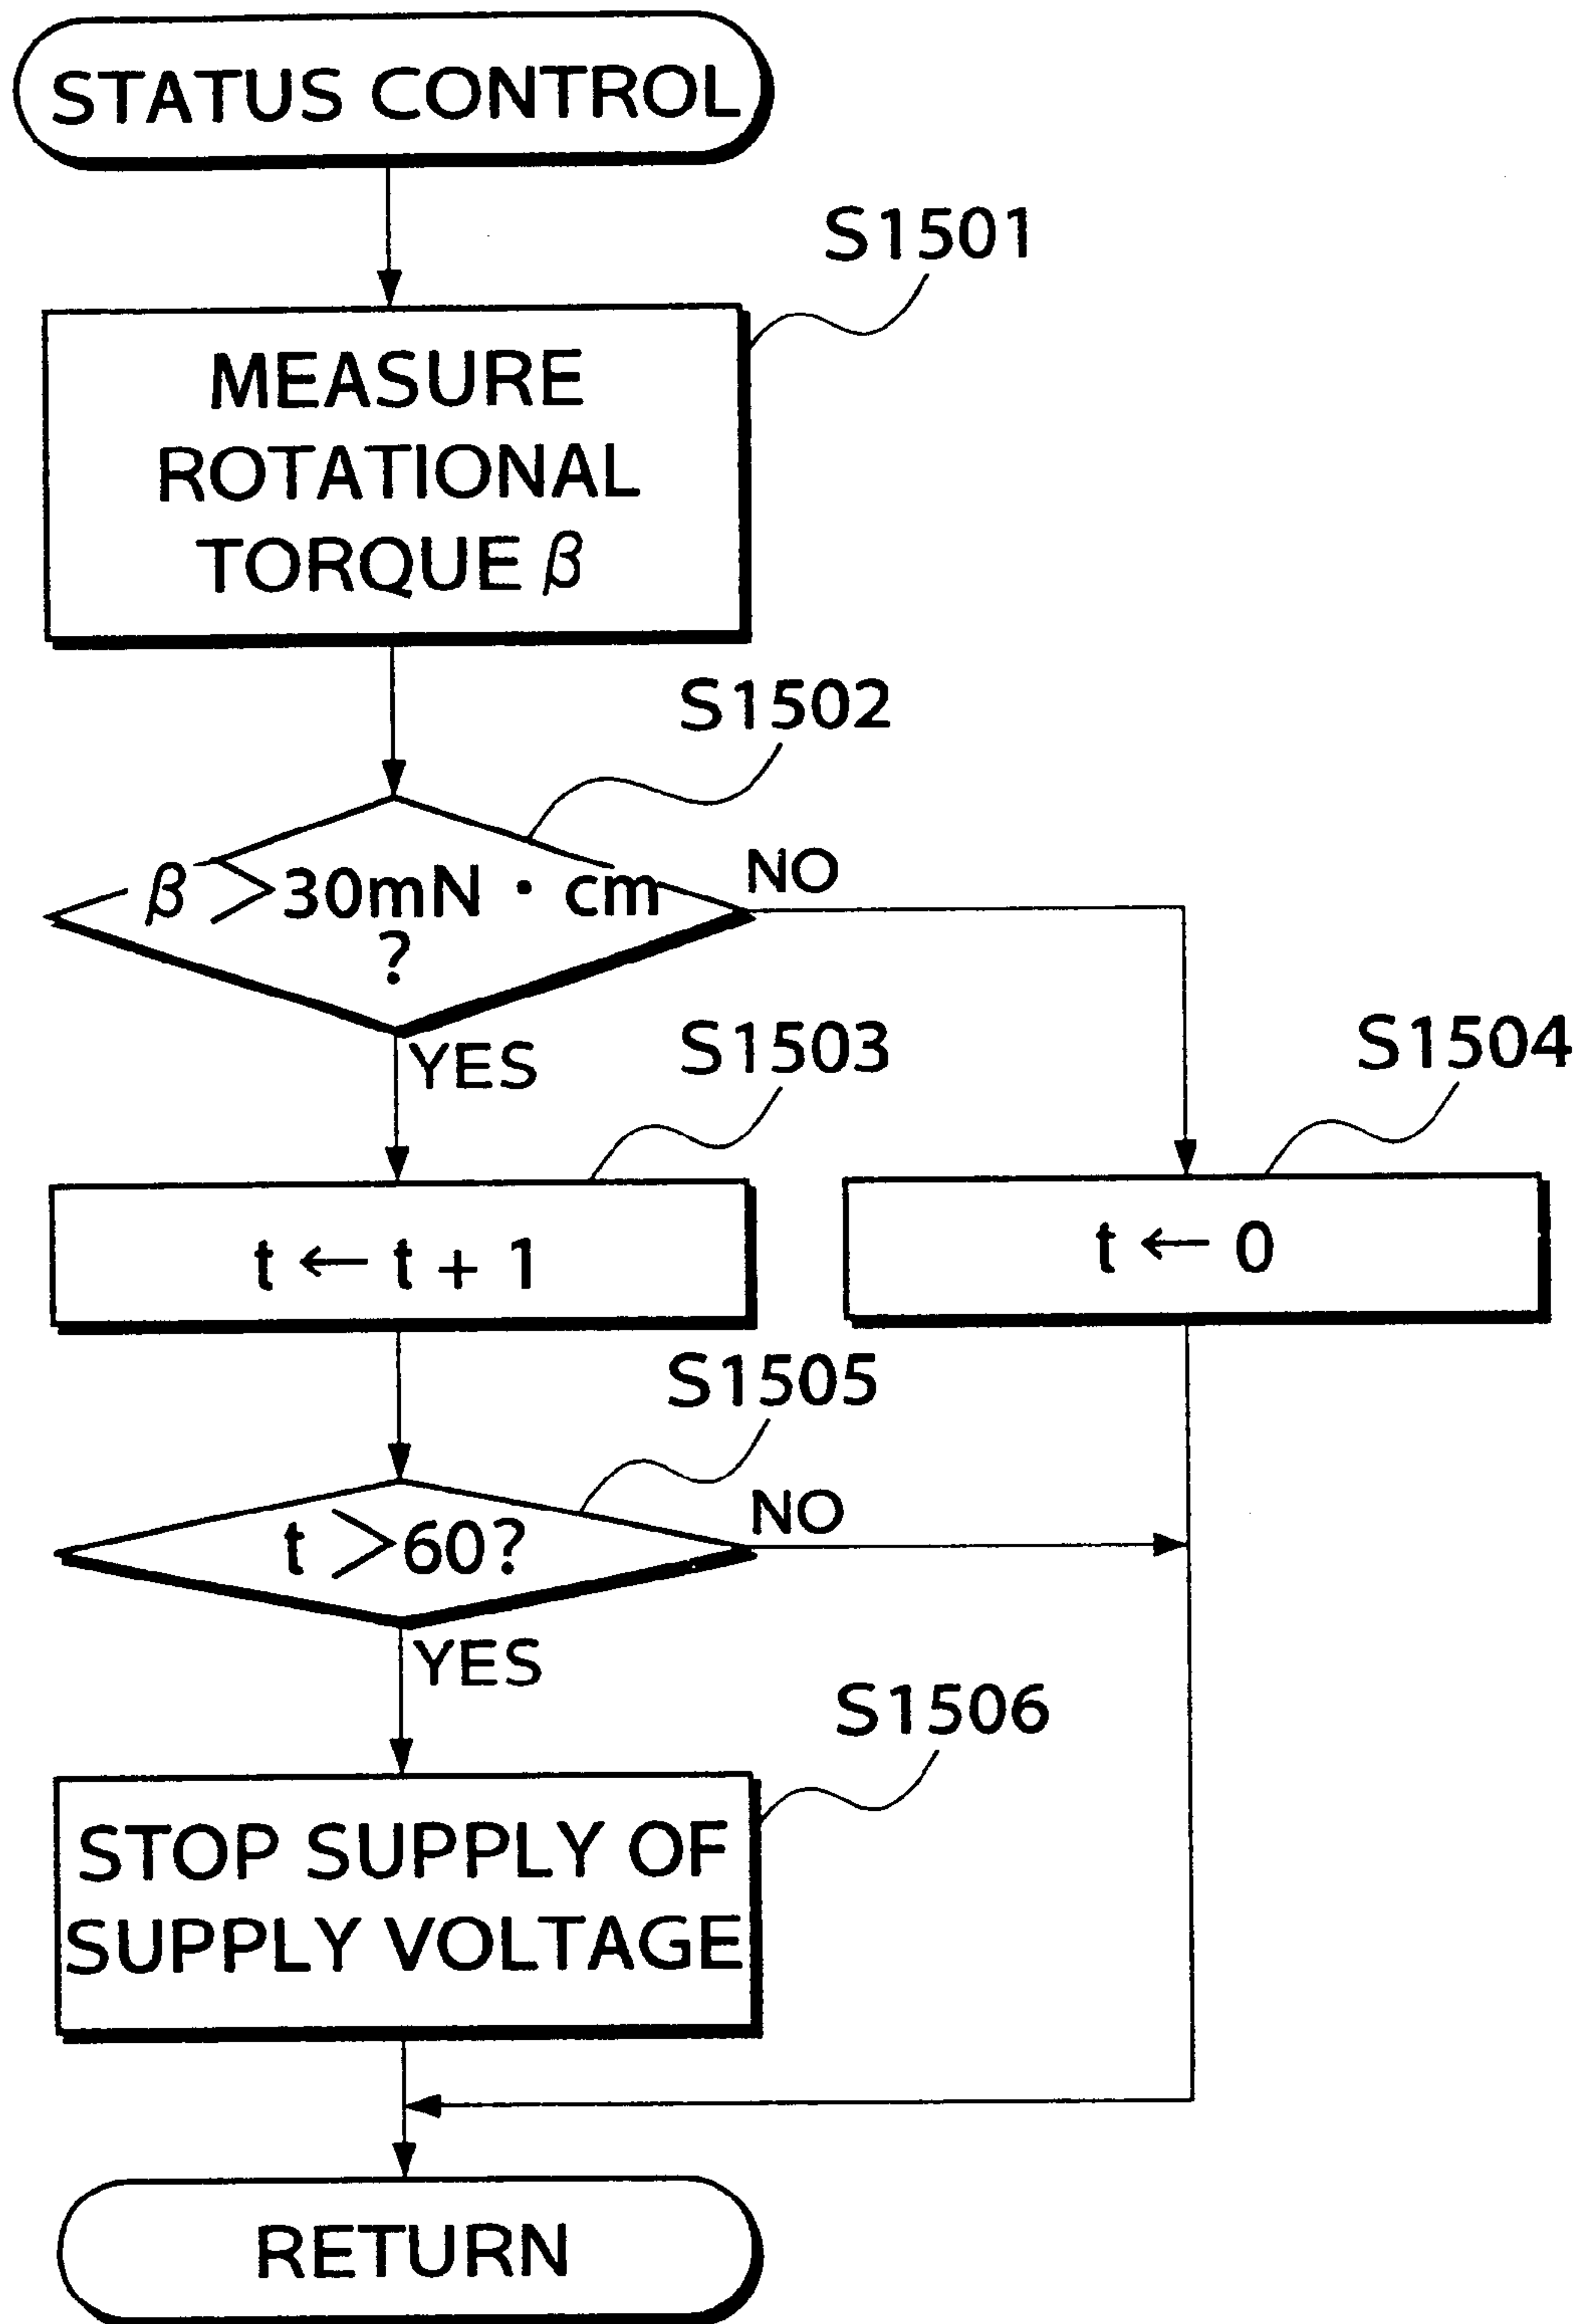 STATUS CONTROL
S1501
MEASURE
ROTATIONAL
TORQUE β
S1502
β >30mN · cm
?
NO
YES
S1503
S1504
t ← t + 1
t ← 0
S1505
t >60?
NO
YES
S1506
STOP SUPPLY OF
SUPPLY VOLTAGE
RETURN